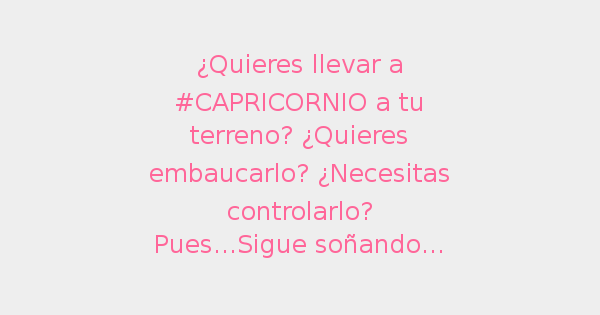 ¿Quieres llevar a
#CAPRICORNIO a tu
terreno? ¿Quieres
embaucarlo? ¿Necesitas
controlarlo?
Pues...Sigue soñando...